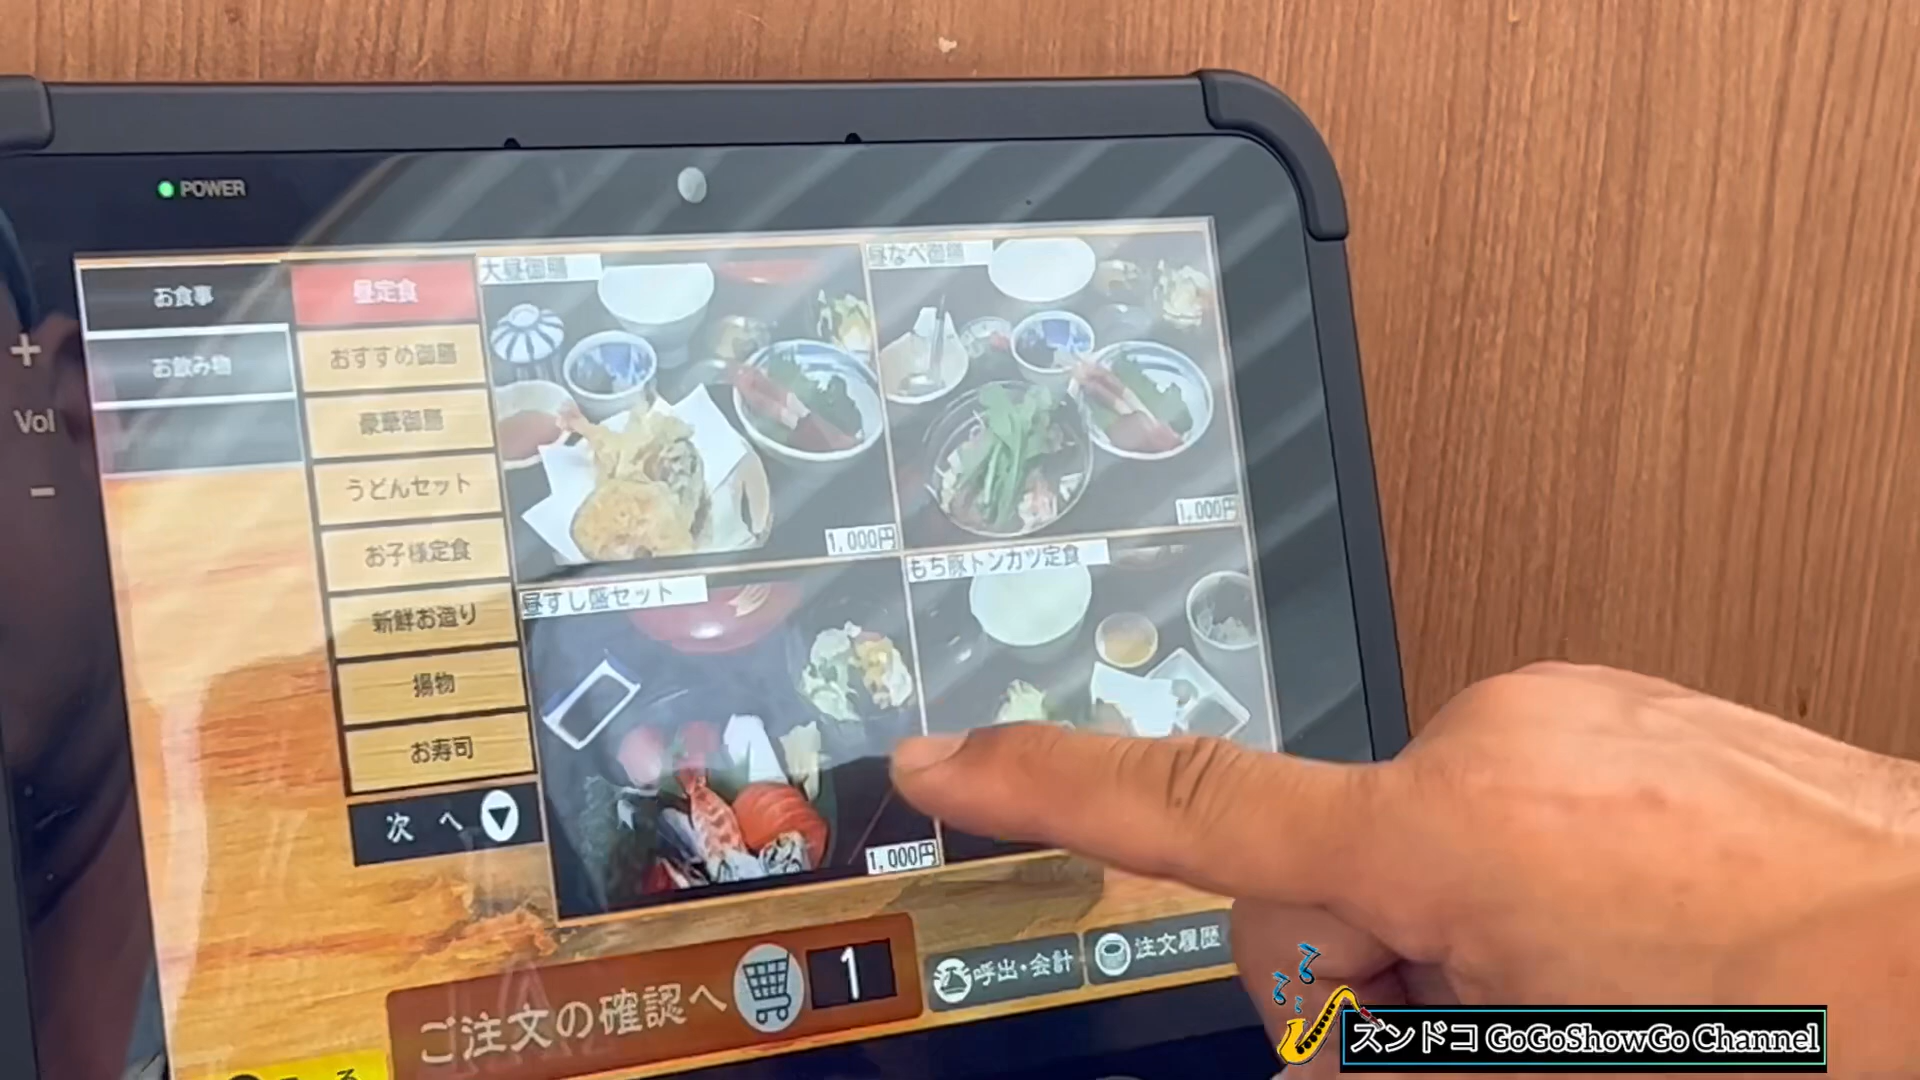 POWER
+
Vol
−
お食事
お飲み物
昼定食
おすすめ御膳
豪華御膳
うどんセット
お子様定食
新鮮お造り
揚物
お寿司
次へ
大昼御膳
1,000円
昼なべ御膳
1,000円
昼すし盛セット
1,000円
もち豚トンカツ定食
ご注文の確認へ
1
呼出・会計
注文履歴
ズンドコ GoGoShowGo Channel